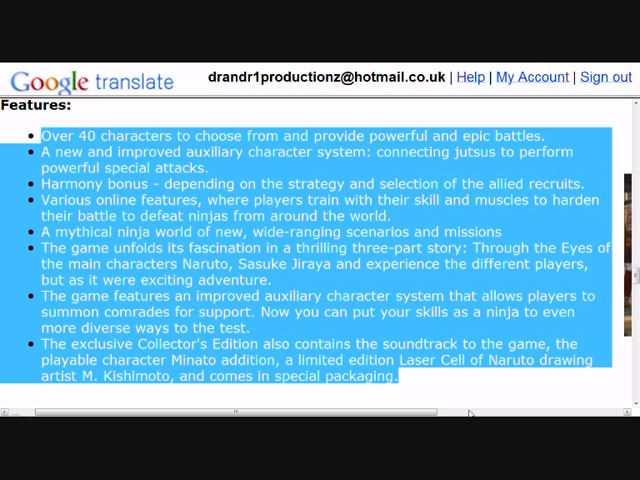 Google translate
drandr1productionz@hotmail.co.uk | Help | My Account | Sign out
Features:
Over 40 characters to choose from and provide powerful and epic battles.
A new and improved auxiliary character system: connecting jutsus to perform
powerful special attacks.
Harmony bonus - depending on the strategy and selection of the allied recruits.
Various online features, where players train with their skill and muscles to harden
their battle to defeat ninjas from around the world.
A mythical ninja world of new, wide-ranging scenarios and missions
The game unfolds its fascination in a thrilling three-part story: Through the Eyes of
the main characters Naruto, Sasuke Jiraya and experience the different players,
but as it were exciting adventure.
The game features an improved auxiliary character system that allows players to
summon comrades for support. Now you can put your skills as a ninja to even
more diverse ways to the test.
The exclusive Collector's Edition also contains the soundtrack to the game, the
playable character Minato addition, a limited edition Laser Cell of Naruto drawing
artist M. Kishimoto, and comes in special packaging.